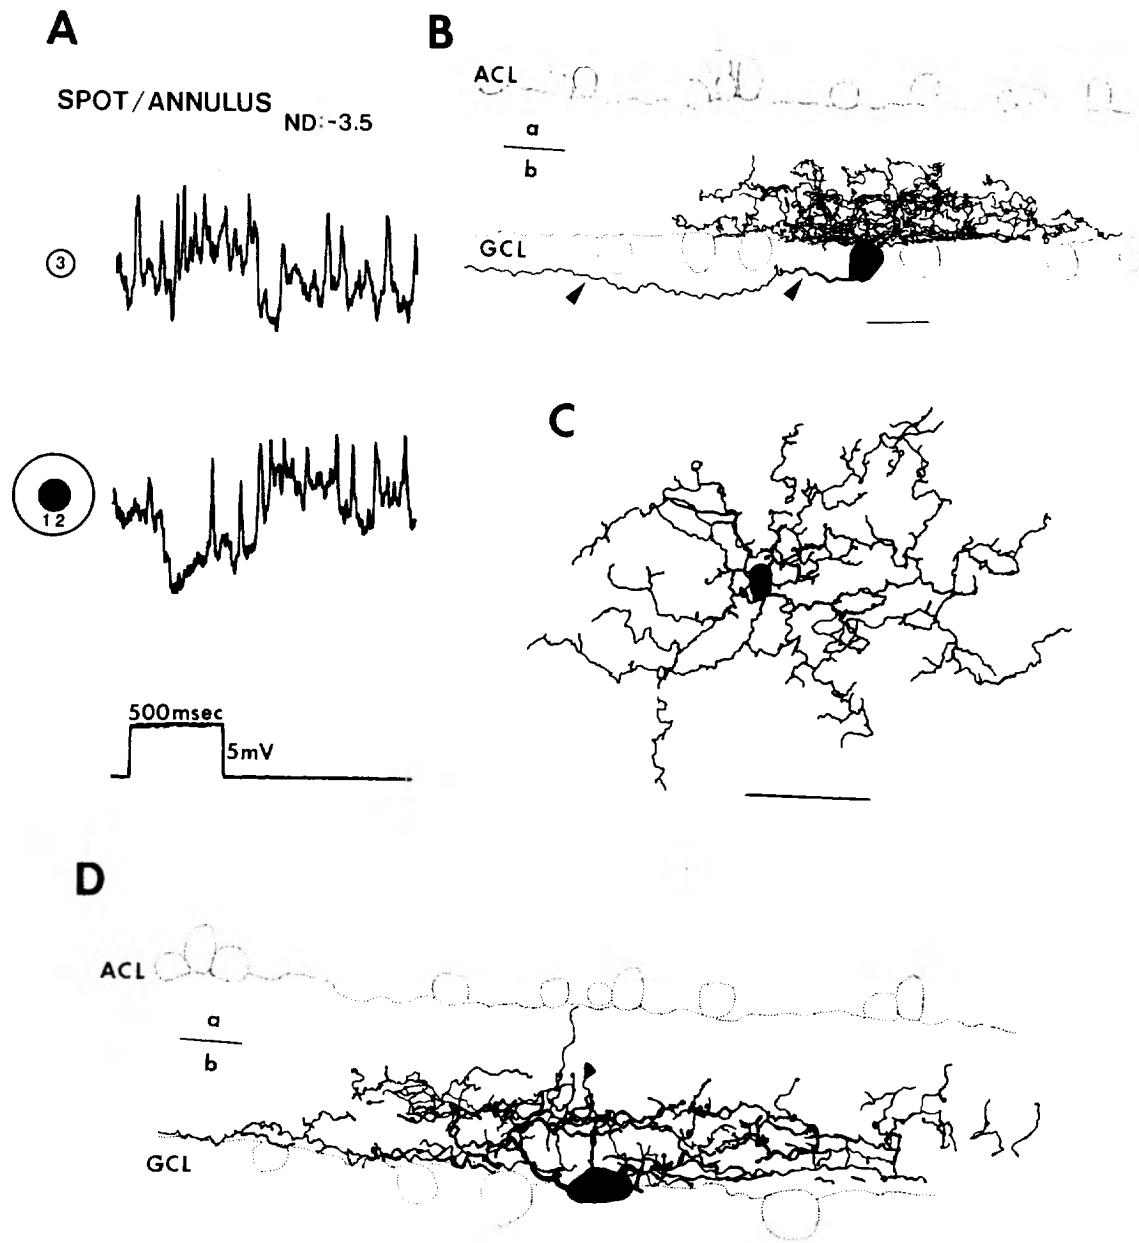 A
SPOT/ANNULUS
ND:-3.5
3
12
500msec
5mV
B
ACL
a
b
GCL
C
D
ACL
a
b
GCL